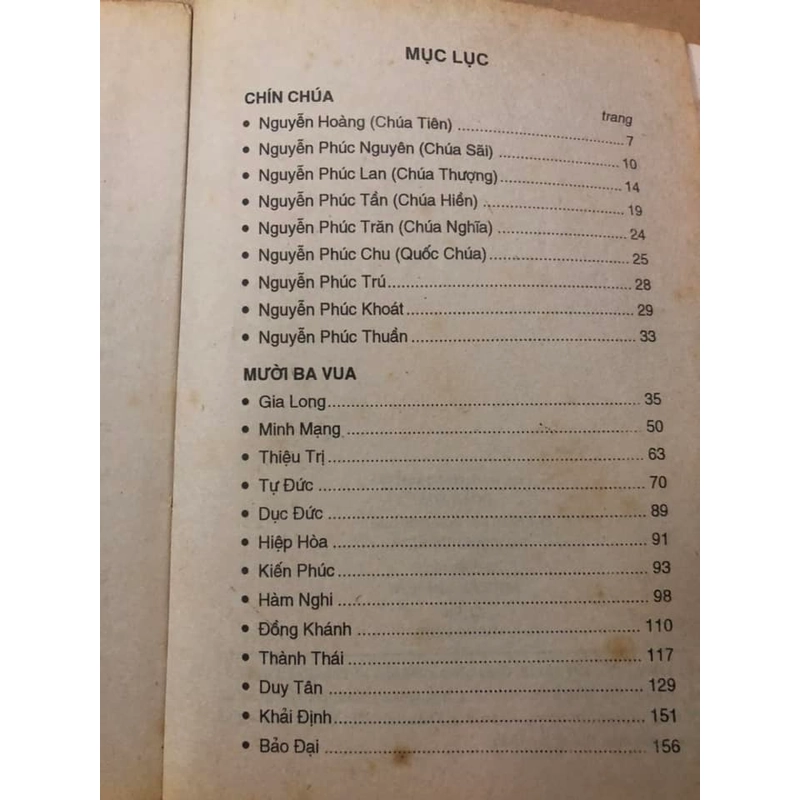 MỤC LỤC
CHÍN CHÚA
trang
• Nguyễn Hoàng (Chúa Tiên) ........................................ 7
• Nguyễn Phúc Nguyên (Chúa Sãi) ........................................ 10
• Nguyễn Phúc Lan (Chúa Thượng) ........................................ 14
• Nguyễn Phúc Tần (Chúa Hiền) ........................................ 19
• Nguyễn Phúc Trăn (Chúa Nghĩa) ........................................ 24
• Nguyễn Phúc Chu (Quốc Chúa) ........................................ 25
• Nguyễn Phúc Trú ........................................ 28
• Nguyễn Phúc Khoát ........................................ 29
• Nguyễn Phúc Thuần ........................................ 33
MƯỜI BA VUA
• Gia Long ........................................ 35
• Minh Mạng ........................................ 50
• Thiệu Trị ........................................ 63
• Tự Đức ........................................ 70
• Dục Đức ........................................ 89
• Hiệp Hòa ........................................ 91
• Kiến Phúc ........................................ 93
• Hàm Nghi ........................................ 98
• Đồng Khánh ........................................ 110
• Thành Thái ........................................ 117
• Duy Tân ........................................ 129
• Khải Định ........................................ 151
• Bảo Đại ........................................ 156